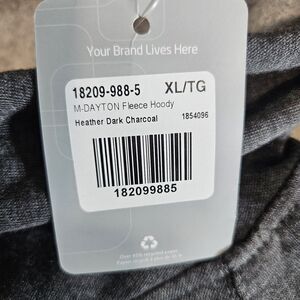 Your Brand Lives Here
18209-988-5 XL/TG
M-DAYTON Fleece Hoody
Heather Dark Charcoal 1854096
182099885